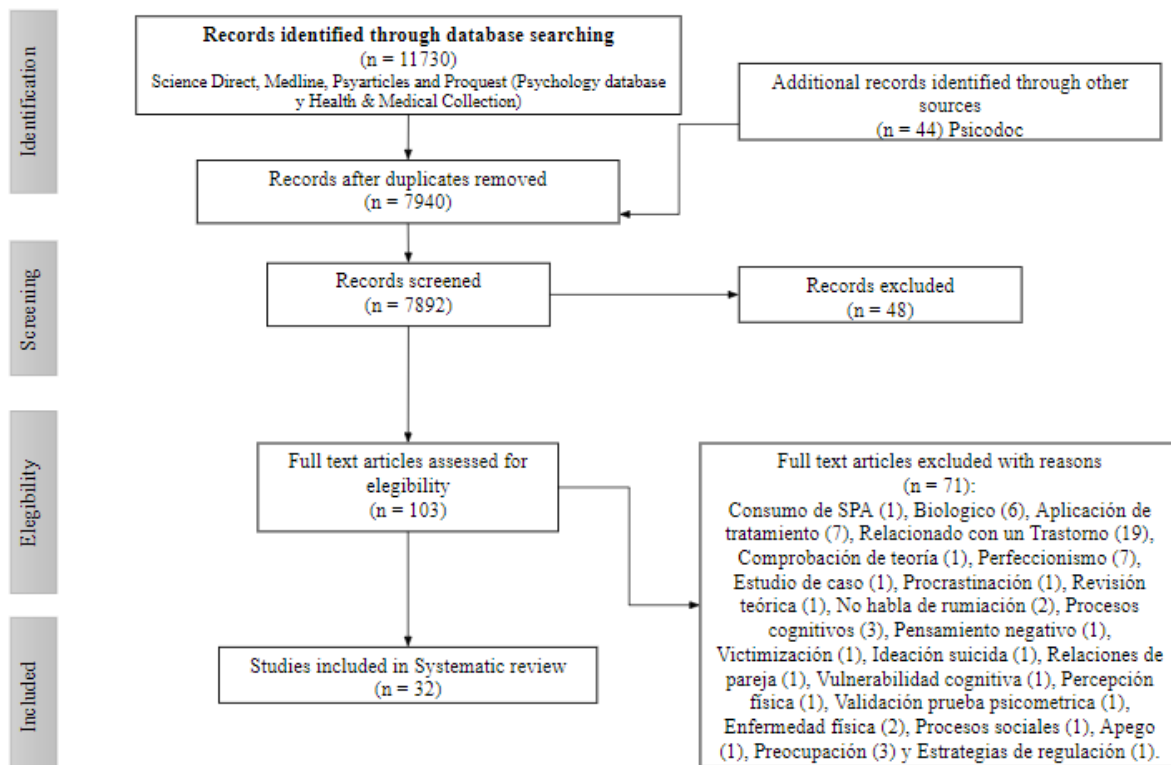 Identification
Records identified through database searching
(n = 11730)
Science Direct, Medline, Psyarticles and Proquest (Psychology database
y Health & Medical Collection)
Additional records identified through other
sources
(n = 44) Psicodoc
Records after duplicates removed
(n = 7940)
Screening
Records screened
(n = 7892)
Records excluded
(n = 48)
Elegibility
Full text articles assessed for
elegibility
(n = 103)
Full text articles excluded with reasons
(n = 71):
Consumo de SPA (1), Biologico (6), Aplicación de
tratamiento (7), Relacionado con un Trastorno (19),
Comprobación de teoría (1), Perfeccionismo (7),
Estudio de caso (1), Procrastinación (1), Revisión
teórica (1), No habla de rumiación (2), Procesos
cognitivos (3), Pensamiento negativo (1),
Victimización (1), Ideación suicida (1), Relaciones de
pareja (1), Vulnerabilidad cognitiva (1), Percepción
física (1), Validación prueba psicometrica (1),
Enfermedad física (2), Procesos sociales (1), Apego
(1), Preocupación (3) y Estrategias de regulación (1).
Included
Studies included in Systematic review
(n = 32)